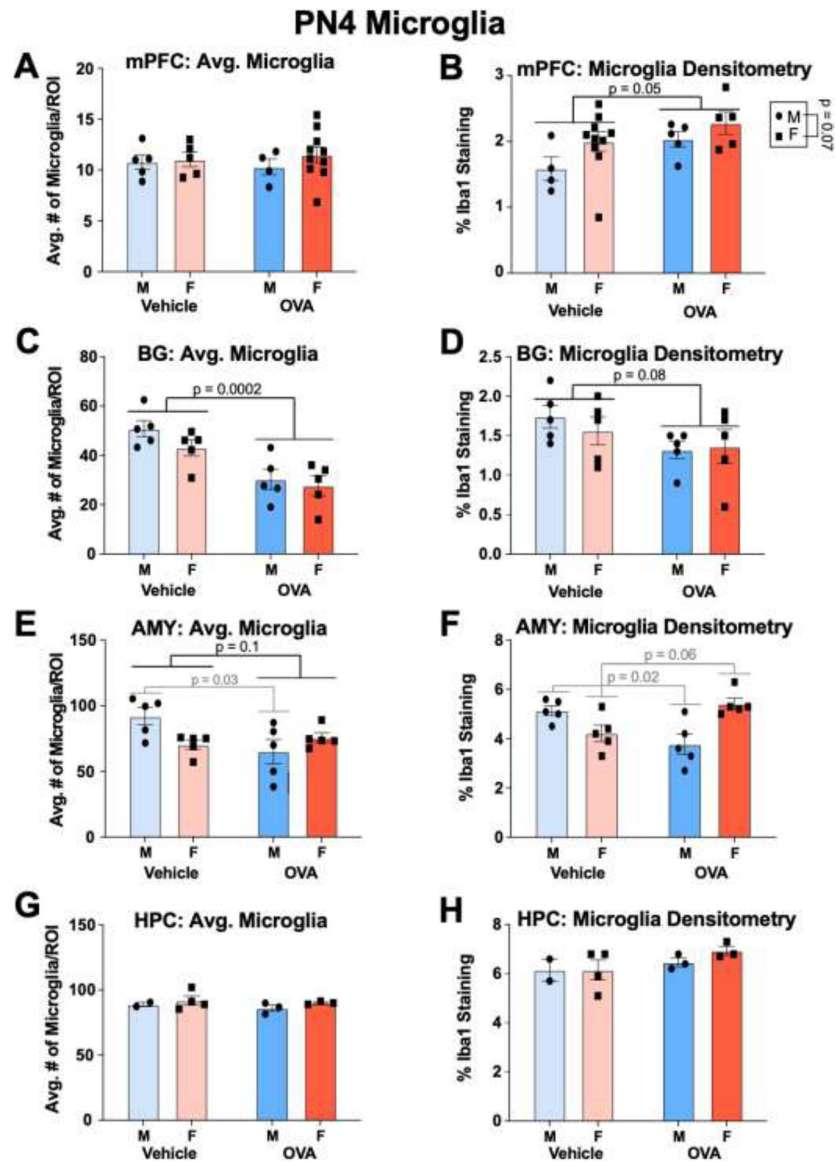 PN4 Microglia
A
mPFC: Avg. Microglia
Avg. # of Microglia/ROI
20
15
10
5
0
M F M F
Vehicle OVA
B
mPFC: Microglia Densitometry
% Iba1 Staining
3
2
1
0
p = 0.05
M
F
p = 0.07
M F M F
Vehicle OVA
C
BG: Avg. Microglia
Avg. # of Microglia/ROI
80
60
40
20
0
p = 0.0002
M F M F
Vehicle OVA
D
BG: Microglia Densitometry
% Iba1 Staining
2.5
2.0
1.5
1.0
0.5
0.0
p = 0.08
M F M F
Vehicle OVA
E
AMY: Avg. Microglia
Avg. # of Microglia/ROI
150
100
50
0
p = 0.1
p = 0.03
M F M F
Vehicle OVA
F
AMY: Microglia Densitometry
% Iba1 Staining
8
6
4
2
0
p = 0.06
p = 0.02
M F M F
Vehicle OVA
G
HPC: Avg. Microglia
Avg. # of Microglia/ROI
150
100
50
0
M F M F
Vehicle OVA
H
HPC: Microglia Densitometry
% Iba1 Staining
8
6
4
2
0
M F M F
Vehicle OVA